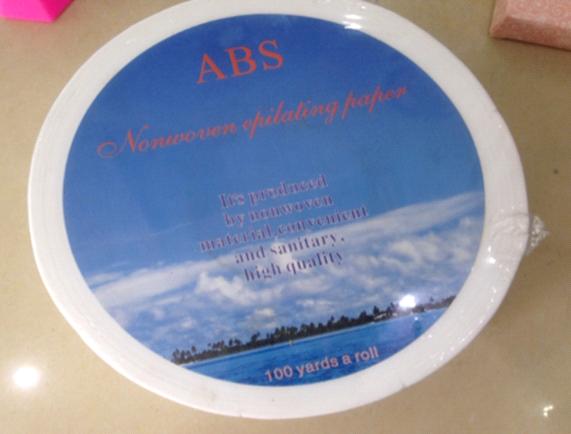 ABS
Nonwoven epilating paper
It's produced
by nonwoven
material,convenient
and sanitary,
high quality
100 yards a roll